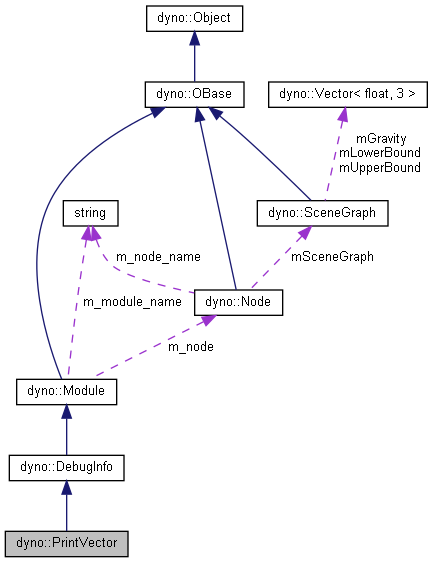 dyno::Object
dyno::OBase
dyno::Vector< float, 3 >
mGravity
mLowerBound
mUpperBound
string
dyno::SceneGraph
m_node_name
mSceneGraph
m_module_name
dyno::Node
m_node
dyno::Module
dyno::DebugInfo
dyno::PrintVector